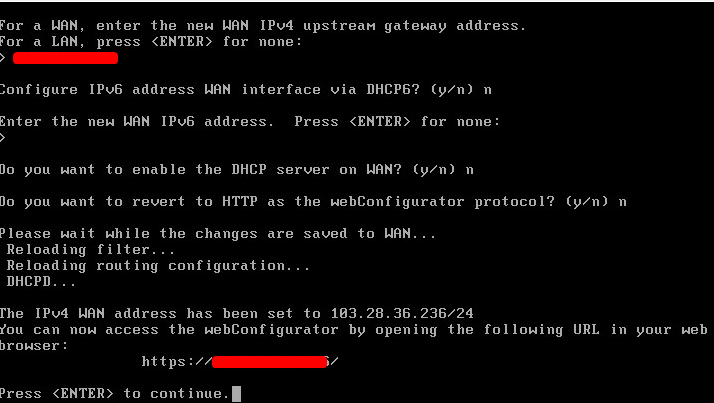 For a WAN, enter the new WAN IPv4 upstream gateway address.
For a LAN, press <ENTER> for none:
>
Configure IPv6 address WAN interface via DHCP6? (y/n) n
Enter the new WAN IPv6 address.  Press <ENTER> for none:
>
Do you want to enable the DHCP server on WAN? (y/n) n
Do you want to revert to HTTP as the webConfigurator protocol? (y/n) n
Please wait while the changes are saved to WAN...
Reloading filter...
Reloading routing configuration...
DHCPD...
The IPv4 WAN address has been set to 103.28.36.236/24
You can now access the webConfigurator by opening the following URL in your web
browser:
https:// /
Press <ENTER> to continue.